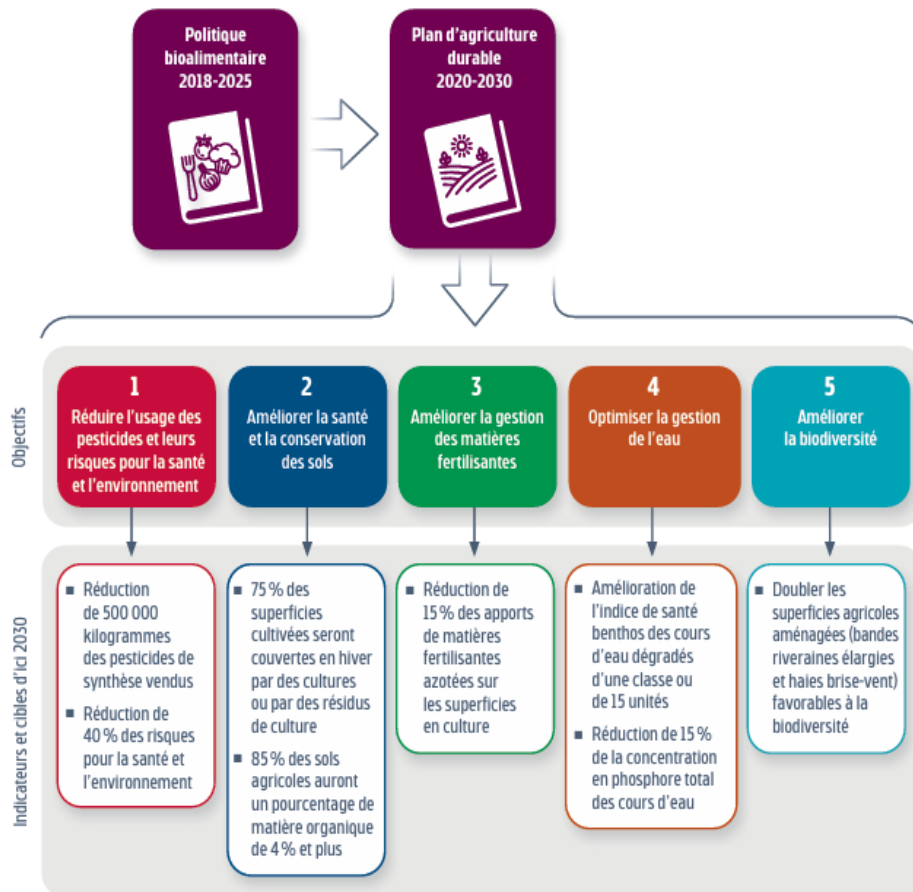 Politique
bioalimentaire
2018-2025
Plan d’agriculture
durable
2020-2030
Objectifs
1
Réduire l’usage des
pesticides et leurs
risques pour la santé
et l’environnement
2
Améliorer la santé
et la conservation
des sols
3
Améliorer la gestion
des matières
fertilisantes
4
Optimiser la gestion
de l’eau
5
Améliorer
la biodiversité
Indicateurs et cibles d’ici 2030
▪ Réduction
de 500 000
kilogrammes
des pesticides de
synthèse vendus
▪ Réduction de
40 % des risques
pour la santé et
l’environnement
▪ 75 % des
superficies
cultivées seront
couvertes en hiver
par des cultures
ou par des résidus
de culture
▪ 85 % des sols
agricoles auront
un pourcentage de
matière organique
de 4 % et plus
▪ Réduction de
15 % des apports
de matières
fertilisantes
azotées sur
les superficies
en culture
▪ Amélioration de
l’indice de santé
benthos des cours
d’eau dégradés
d’une classe ou
de 15 unités
▪ Réduction de 15 %
de la concentration
en phosphore total
des cours d’eau
▪ Doubler les
superficies agricoles
aménagées (bandes
riveraines élargies
et haies brise-vent)
favorables à la
biodiversité